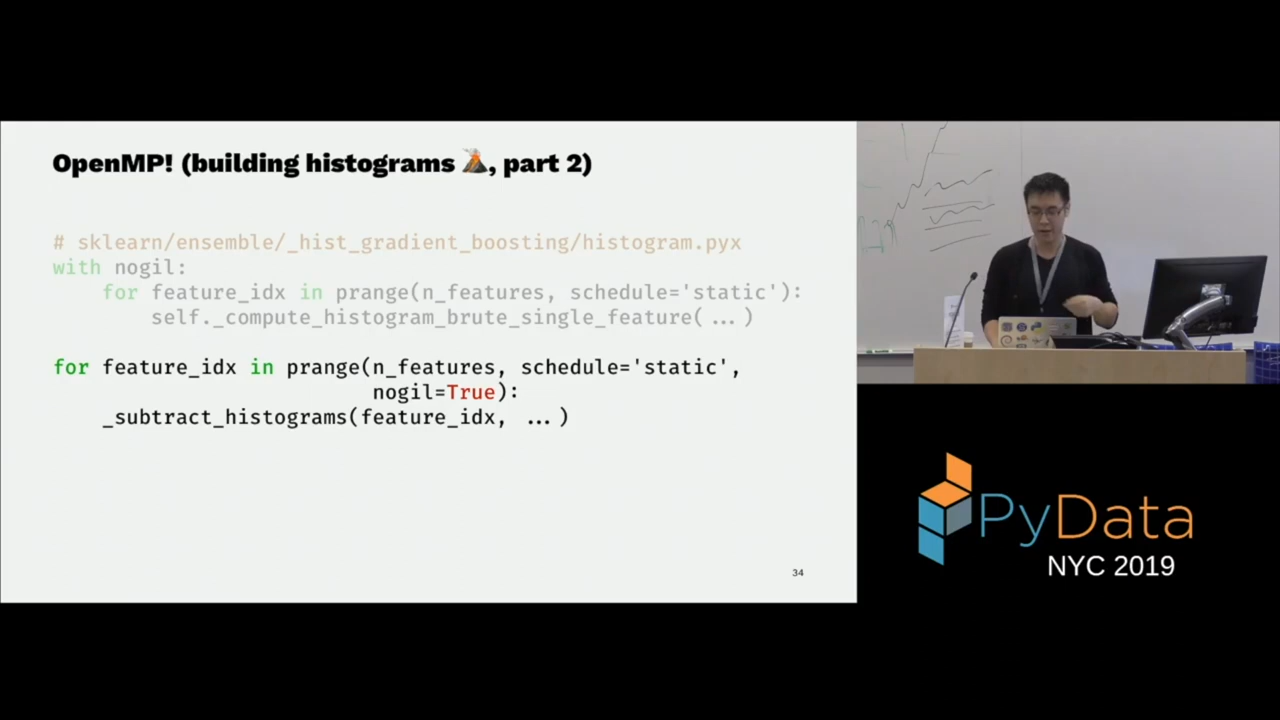 OpenMP! (building histograms 🌋, part 2)
# sklearn/ensemble/_hist_gradient_boosting/histogram.pyx
with nogil:
for feature_idx in prange(n_features, schedule='static'):
self._compute_histogram_brute_single_feature(...)
for feature_idx in prange(n_features, schedule='static',
nogil=True):
_subtract_histograms(feature_idx, ...)
34
PyData
NYC 2019